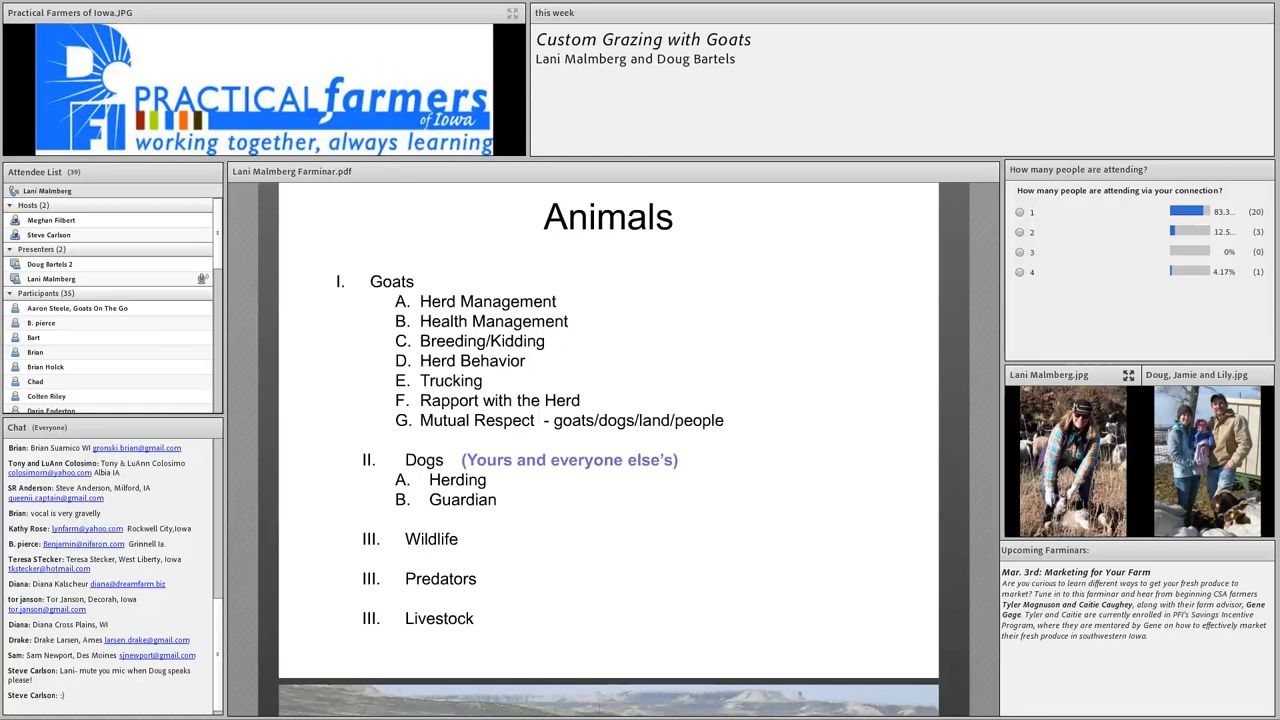 Practical Farmers of Iowa.JPG
PFI
PRACTICAL farmers
of Iowa
working together, always learning
this week
Custom Grazing with Goats
Lani Malmberg and Doug Bartels
Attendee List (39)
Lani Malmberg
Hosts (2)
Meghan Filbert
Steve Carlson
Presenters (2)
Doug Bartels 2
Lani Malmberg
Participants (35)
Aaron Steele, Goats On The Go
B. pierce
Bart
Brian
Brian Holck
Chad
Colten Riley
Darin Enderton
Chat (Everyone)
Brian: Brian Suamico WI gronski.brian@gmail.com
Tony and LuAnn Colosimo: Tony & LuAnn Colosimo
colosimorn@yahoo.com Albia IA
SR Anderson: Steve Anderson, Milford, IA
queenii.captain@gmail.com
Brian: vocal is very gravelly
Kathy Rose: lynfarm@yahoo.com Rockwell City,Iowa
B. pierce: Benjamin@nifaron.com Grinnell Ia.
Teresa STecker: Teresa Stecker, West Liberty, Iowa
tkstecker@hotmail.com
Diana: Diana Kalscheur diana@dreamfarm.biz
tor janson: Tor Janson, Decorah, Iowa
tor.janson@gmail.com
Diana: Diana Cross Plains, WI
Drake: Drake Larsen, Ames larsen.drake@gmail.com
Sam: Sam Newport, Des Moines sjnewport@gmail.com
Steve Carlson: Lani- mute you mic when Doug speaks
please!
Steve Carlson: :)
Lani Malmberg Farminar.pdf
Animals
I. Goats
A. Herd Management
B. Health Management
C. Breeding/Kidding
D. Herd Behavior
E. Trucking
F. Rapport with the Herd
G. Mutual Respect - goats/dogs/land/people
II. Dogs (Yours and everyone else's)
A. Herding
B. Guardian
III. Wildlife
III. Predators
III. Livestock
How many people are attending?
How many people are attending via your connection?
1 83.3... (20)
2 12.5... (3)
3 0% (0)
4 4.17% (1)
Lani Malmberg.jpg
Doug, Jamie and Lily.jpg
Upcoming Farminars:
Mar. 3rd: Marketing for Your Farm
Are you curious to learn different ways to get your fresh produce to
market? Tune in to this farminar and hear from beginning CSA farmers
Tyler Magnuson and Caitie Caughey, along with their farm advisor, Gene
Gage. Tyler and Caitie are currently enrolled in PFI's Savings Incentive
Program, where they are mentored by Gene on how to effectively market
their fresh produce in southwestern Iowa.